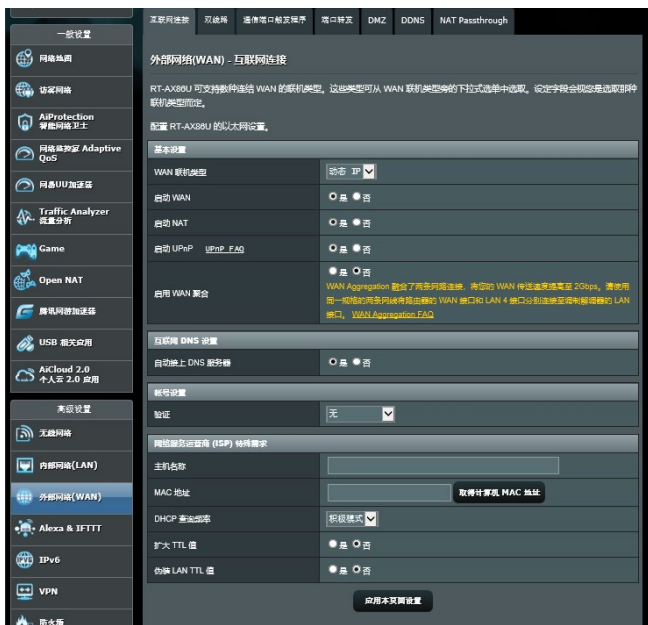 互联网连接 双线路 通信端口触发程序 端口转发 DMZ DDNS NAT Passthrough
一般设置
网络地图
访客网络
AiProtection
智能网络卫士
网络监控家 Adaptive
QoS
网易UU加速器
Traffic Analyzer
流量分析
Game
Open NAT
腾讯网游加速器
USB 相关应用
AiCloud 2.0
个人云 2.0 应用
高级设置
无线网络
内部网络(LAN)
外部网络(WAN)
Alexa & IFTTT
IPv6
VPN
防火墙
外部网络(WAN) - 互联网连接
RT-AX86U 可支持数种连结 WAN 的联机类型。这些类型可从 WAN 联机类型旁的下拉式选单中选取。设定字段会视您是选取那种
联机类型而定。
配置 RT-AX86U 的以太网设置。
基本设置
WAN 联机类型 动态 IP
启动 WAN 是 否
启动 NAT 是 否
启动 UPnP UPnP FAQ 是 否
启用 WAN 聚合 是 否
WAN Aggregation 融合了两条网路连接，将您的 WAN 传送速度提高至 2Gbps。请使用
同一规格的两条网线将路由器的 WAN 接口和 LAN 4 接口分别连接至调制解调器的 LAN
接口。 WAN Aggregation FAQ
互联网 DNS 设置
自动接上 DNS 服务器 是 否
帐号设置
验证 无
网络服务运营商 (ISP) 特殊需求
主机名称
MAC 地址 取得计算机 MAC 地址
DHCP 查询频率 积极模式
扩大 TTL 值 是 否
伪装 LAN TTL 值 是 否
应用本页面设置